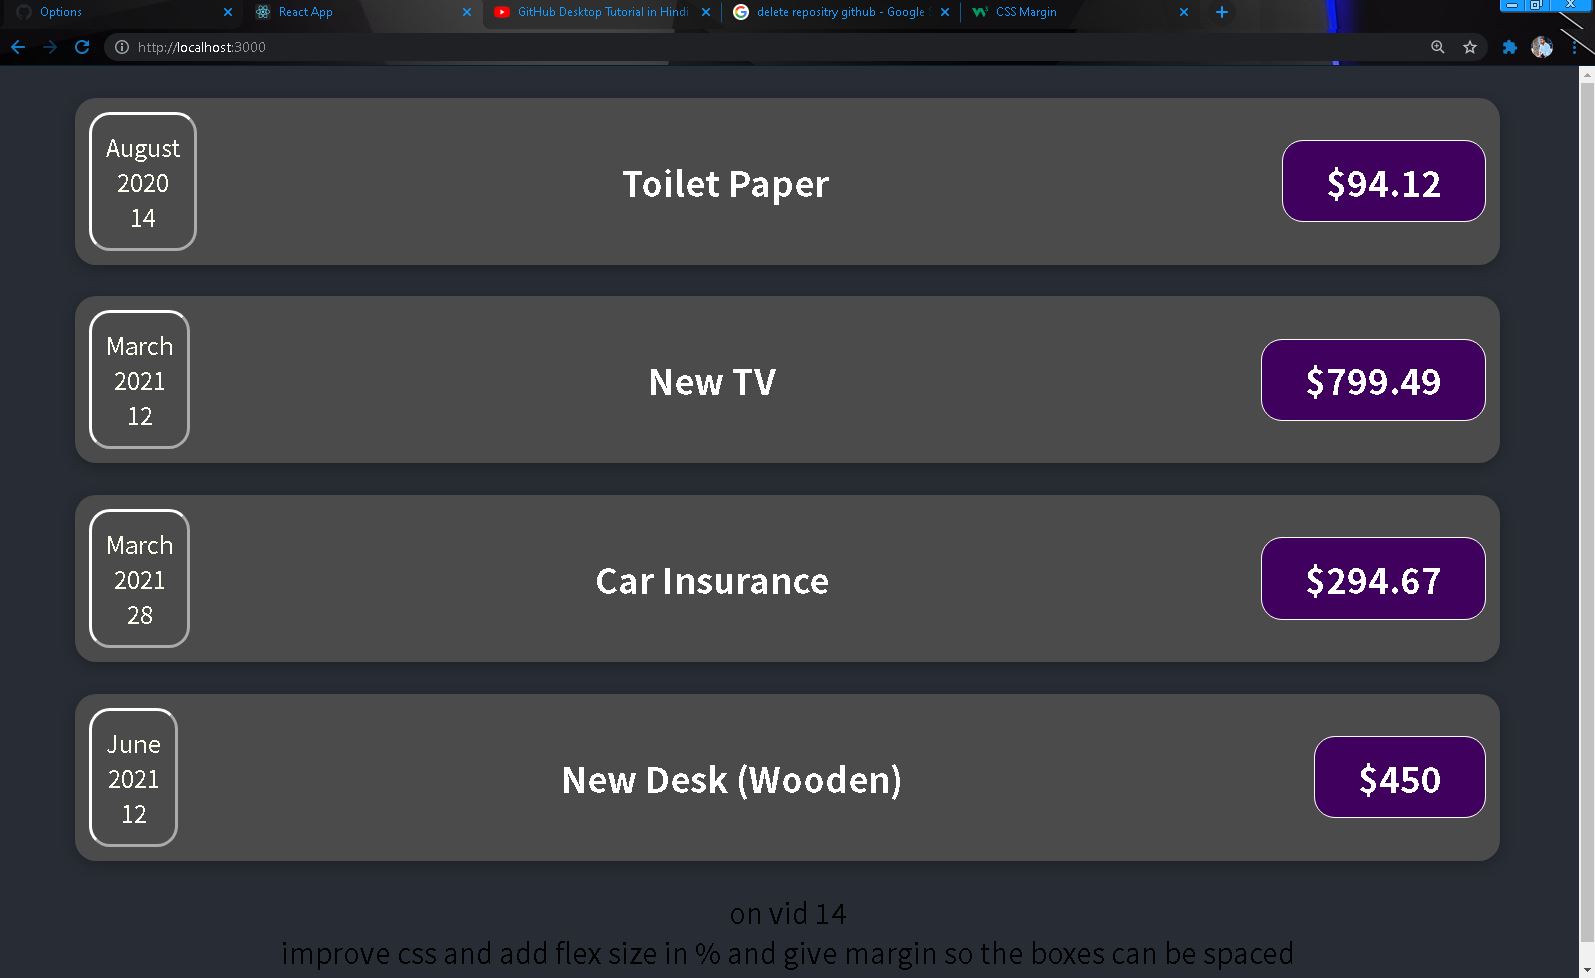 Options
React App
GitHub Desktop Tutorial in Hindi
delete repositry github - Google
CSS Margin
http://localhost:3000
August
2020
14
Toilet Paper
$94.12
March
2021
12
New TV
$799.49
March
2021
28
Car Insurance
$294.67
June
2021
12
New Desk (Wooden)
$450
on vid 14
improve css and add flex size in % and give margin so the boxes can be spaced